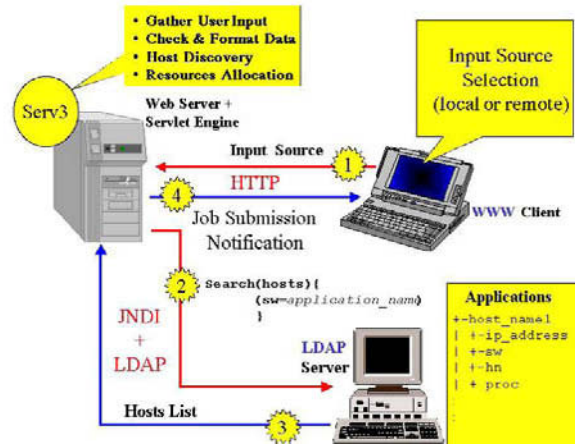 • Gather User Input
• Check & Format Data
• Host Discovery
• Resources Allocation
Serv3
Web Server +
Servlet Engine
Input Source
Selection
(local or remote)
Input Source
1
HTTP
4
Job Submission
Notification
WWW Client
2
Search(hosts){
(sw=application_name)
}
JNDI
+
LDAP
LDAP
Server
Hosts List
3
Applications
+-host_name1
| +-ip_address
| +-sw
| +-hn
| + proc
.
: